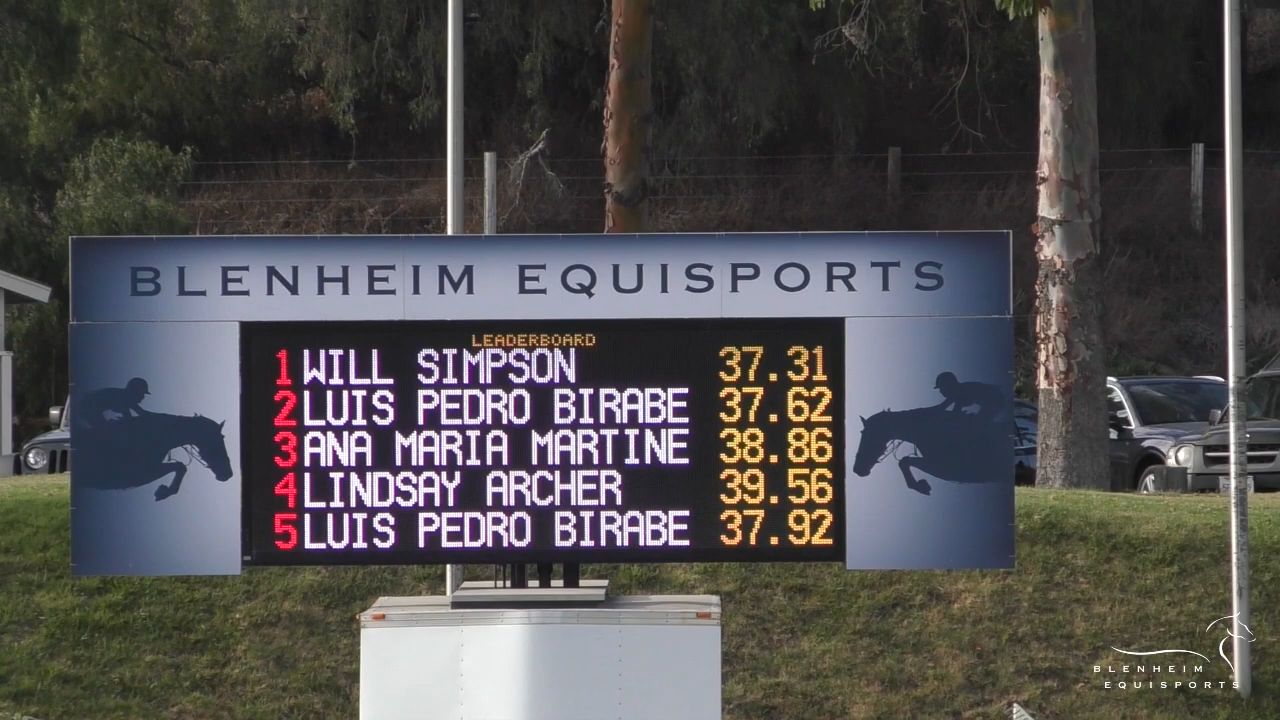 BLENHEIM EQUISPORTS
LEADERBOARD
1 WILL SIMPSON 37.31
2 LUIS PEDRO BIRABE 37.62
3 ANA MARIA MARTINE 38.86
4 LINDSAY ARCHER 39.56
5 LUIS PEDRO BIRABE 37.92
BLENHEIM
EQUISPORTS